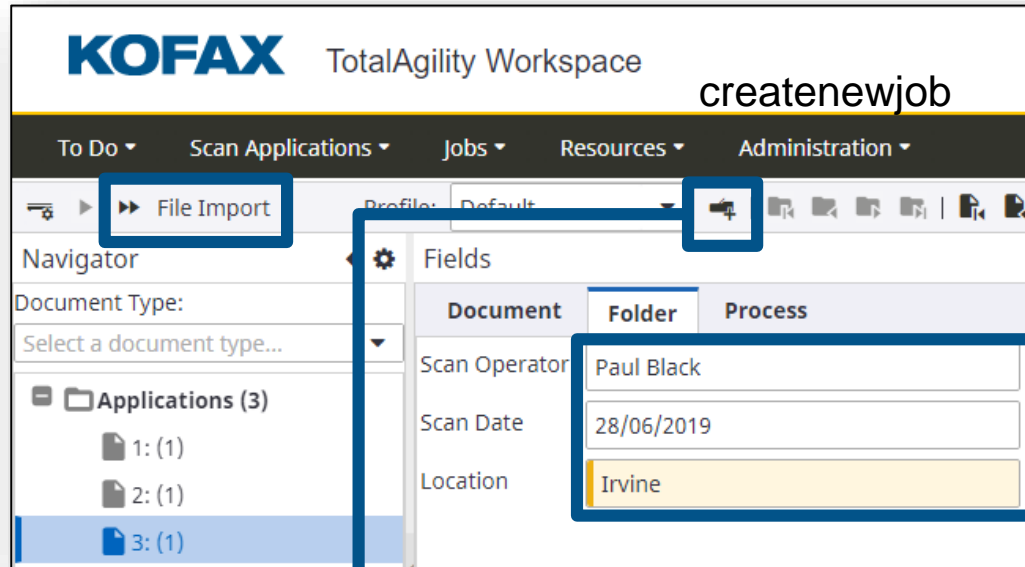 KOFAX TotalAgility Workspace
createnewjob
To Do Scan Applications Jobs Resources Administration
File Import Profile: Default
Navigator Fields
Document Type:
Select a document type...
Document Folder Process
Applications (3)
1: (1)
2: (1)
3: (1)
Scan Operator Paul Black
Scan Date 28/06/2019
Location Irvine